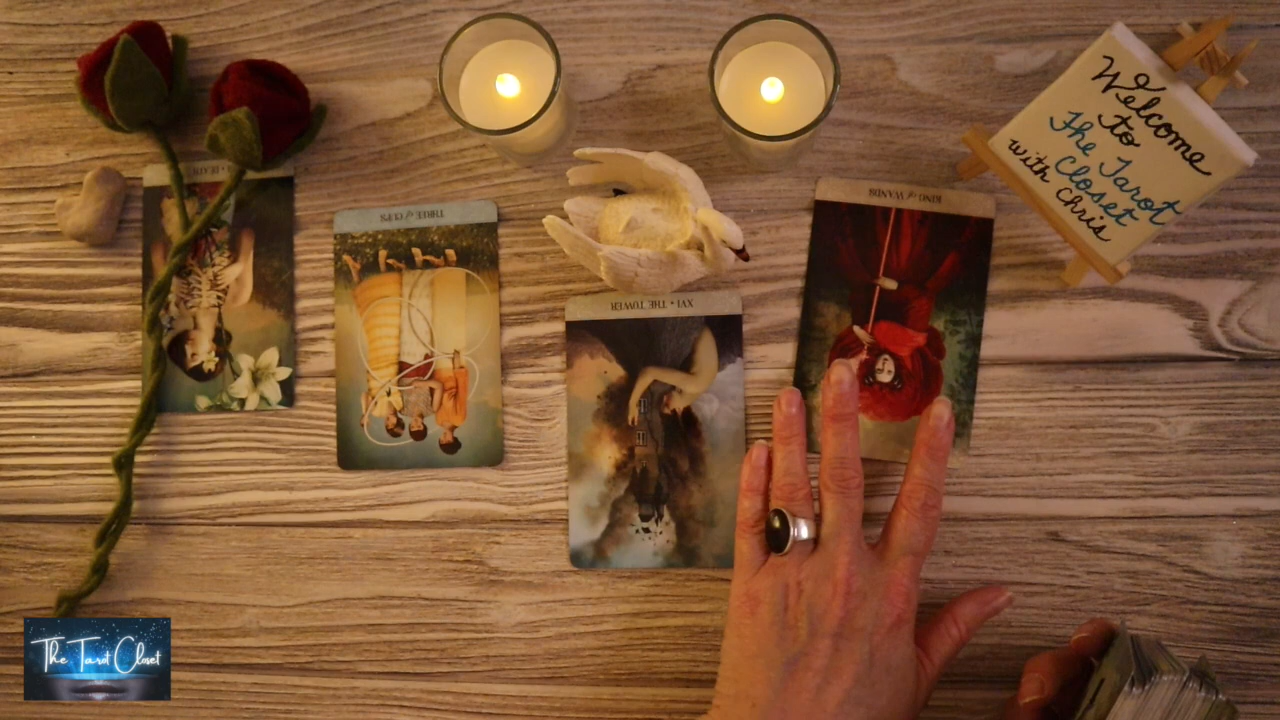 Welcome
to
The Tarot
Closet
with Chris
DEATH
THREE of CUPS
XVI • THE TOWER
KING of WANDS
The Tarot Closet